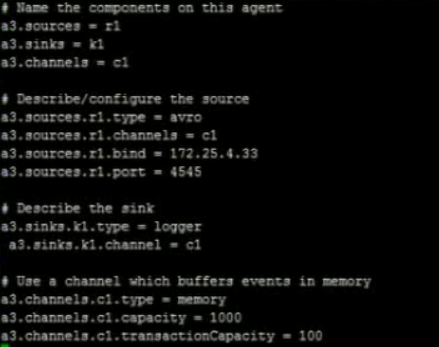 # Name the components on this agent
a3.sources = r1
a3.sinks = k1
a3.channels = c1
# Describe/configure the source
a3.sources.r1.type = avro
a3.sources.r1.channels = c1
a3.sources.r1.bind = 172.25.4.33
a3.sources.r1.port = 4545
# Describe the sink
a3.sinks.k1.type = logger
a3.sinks.k1.channel = c1
# Use a channel which buffers events in memory
a3.channels.c1.type = memory
a3.channels.c1.capacity = 1000
a3.channels.c1.transactionCapacity = 100